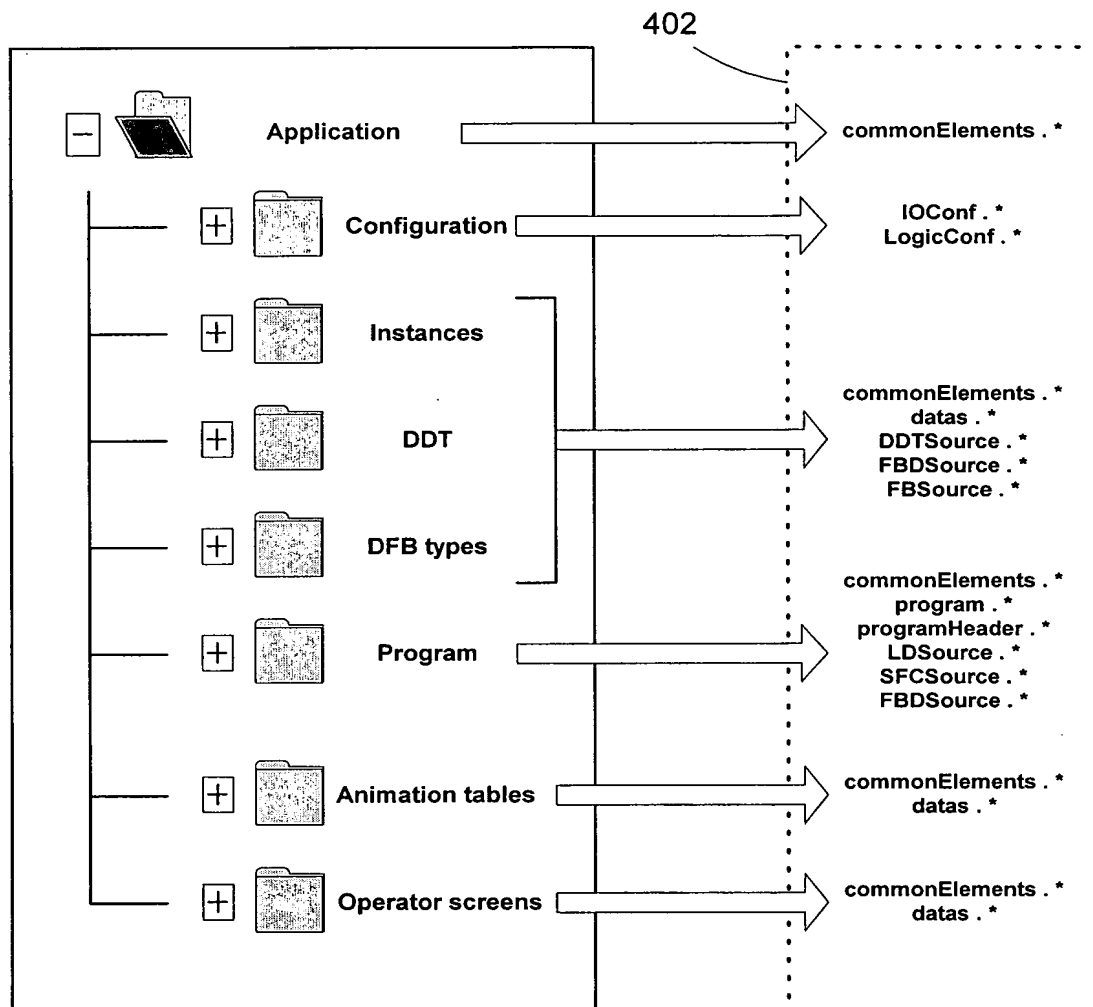 402
Application
commonElements . *
Configuration
IOConf . *
LogicConf . *
Instances
DDT
DFB types
commonElements . *
datas . *
DDTSource . *
FBDSource . *
FBSource . *
Program
commonElements . *
program . *
programHeader . *
LDSource . *
SFCSource . *
FBDSource . *
Animation tables
commonElements . *
datas . *
Operator screens
commonElements . *
datas . *